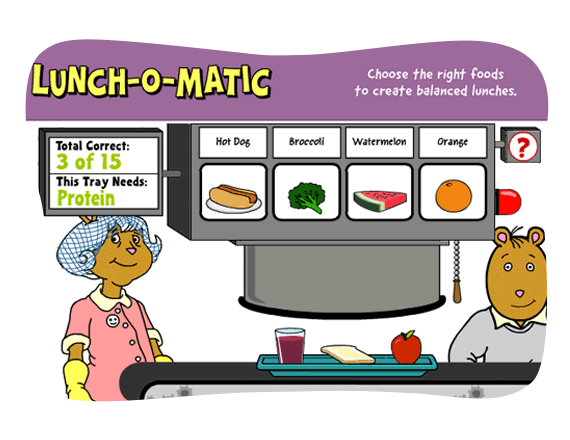 LUNCH-O-MATIC
Choose the right foods
to create balanced lunches.
Total Correct:
3 of 15
This Tray Needs:
Protein
Hot Dog
Broccoli
Watermelon
Orange
?